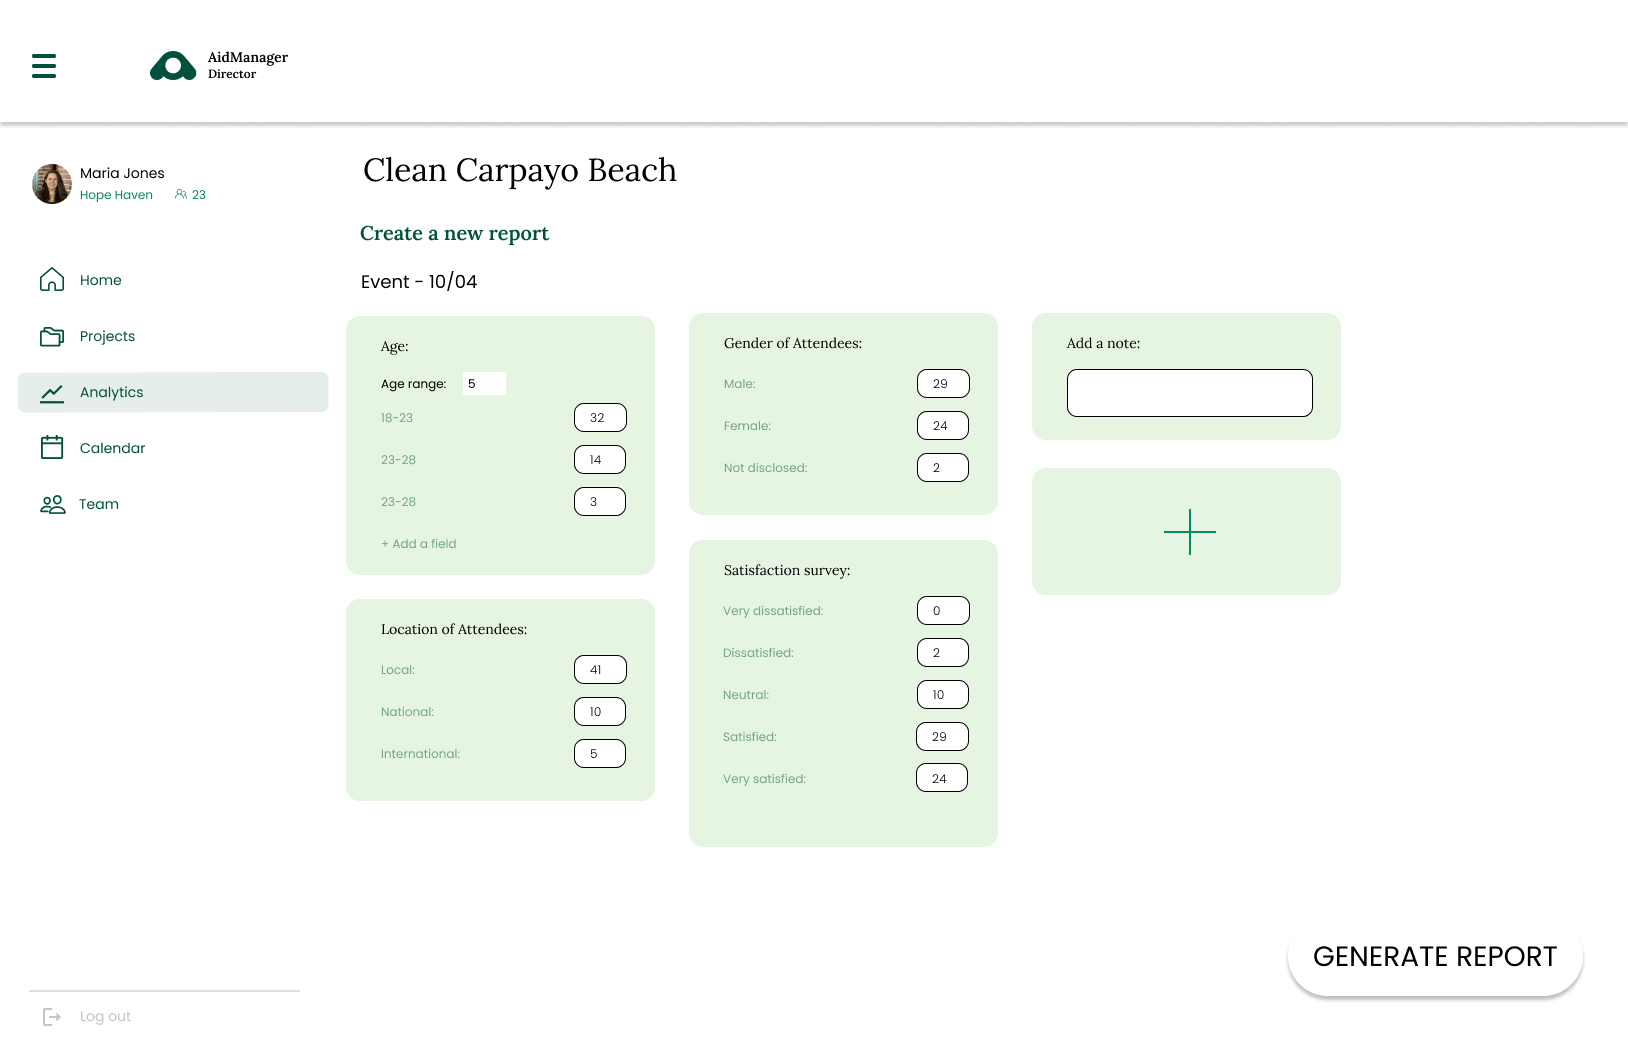 AidManager
Director
Maria Jones
Hope Haven 23
Home
Projects
Analytics
Calendar
Team
Log out
Clean Carpayo Beach
Create a new report
Event - 10/04
Age:
Age range: 5
18-23 32
23-28 14
23-28 3
+ Add a field
Location of Attendees:
Local: 41
National: 10
International: 5
Gender of Attendees:
Male: 29
Female: 24
Not disclosed: 2
Satisfaction survey:
Very dissatisfied: 0
Dissatisfied: 2
Neutral: 10
Satisfied: 29
Very satisfied: 24
Add a note:
GENERATE REPORT